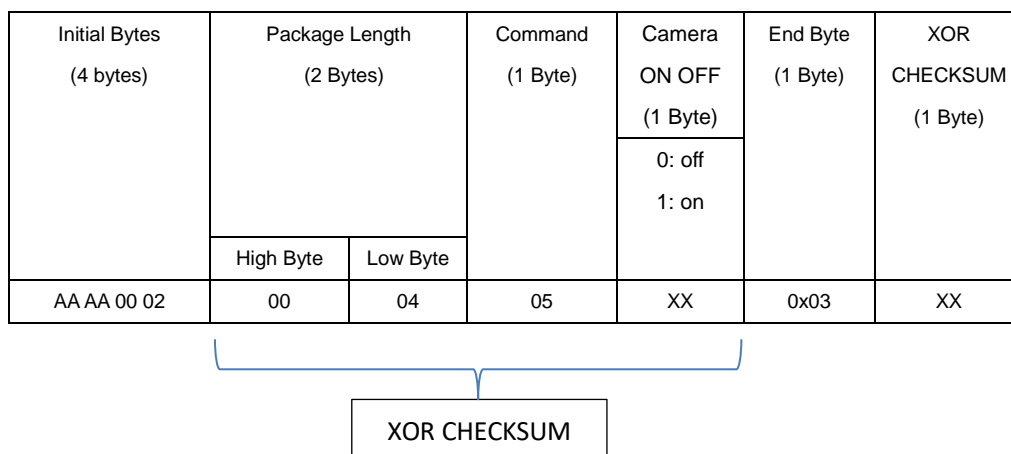 Initial Bytes
(4 bytes)
Package Length
(2 Bytes)
Command
(1 Byte)
Camera
ON OFF
(1 Byte)
End Byte
(1 Byte)
XOR
CHECKSUM
(1 Byte)
0: off
1: on
High Byte
Low Byte
AA AA 00 02
00
04
05
XX
0x03
XX
XOR CHECKSUM